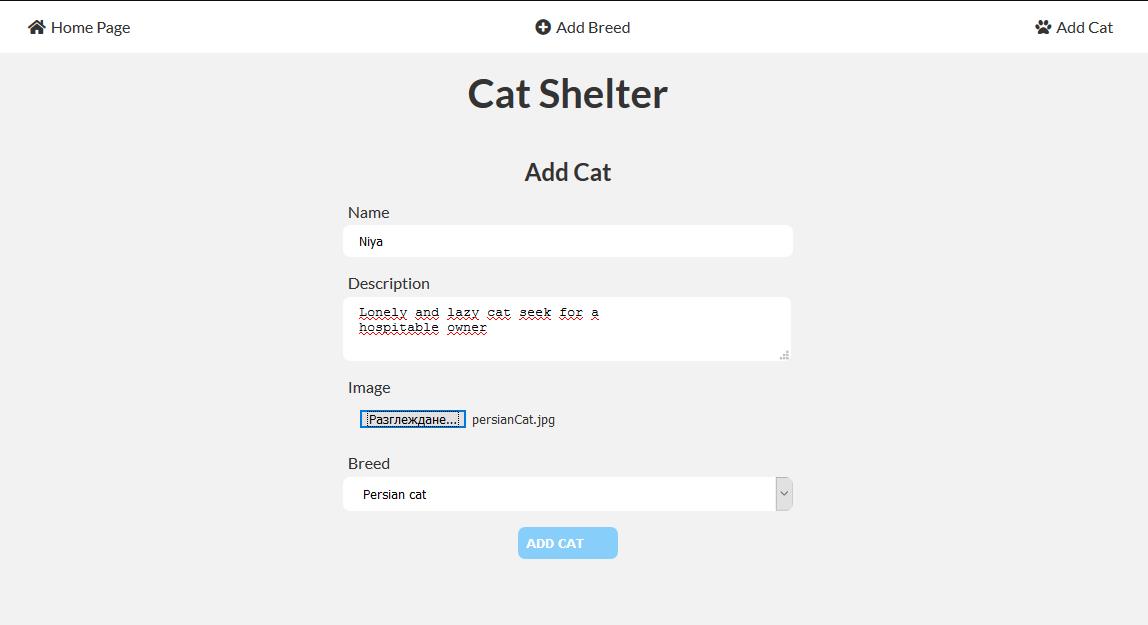 Home Page
Add Breed
Add Cat
Cat Shelter
Add Cat
Name
Niya
Description
Lonely and lazy cat seek for a
hospitable owner
Image
Разглеждане... persianCat.jpg
Breed
Persian cat
ADD CAT